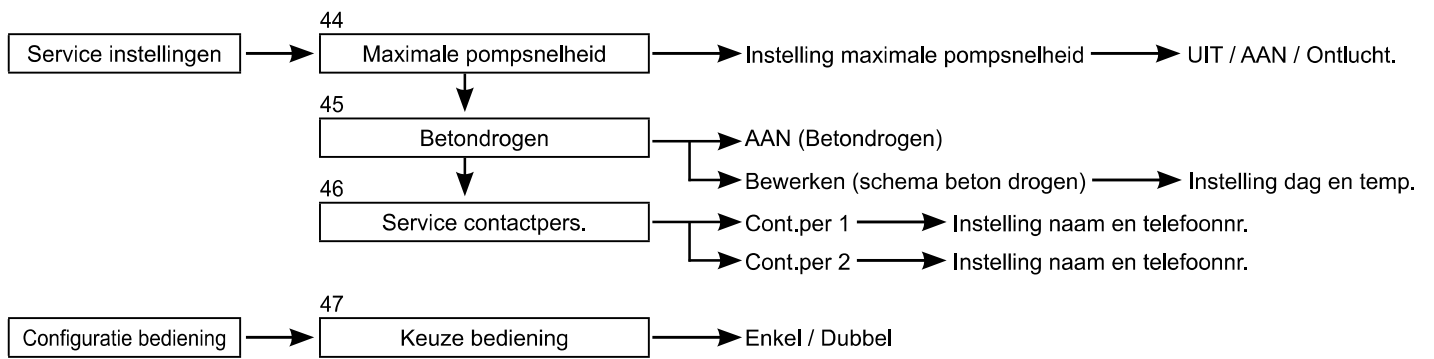 44
Service instellingen Maximale pompsnelheid Instelling maximale pompsnelheid UIT / AAN / Ontlucht.
45
Betondrogen AAN (Betondrogen)
Bewerken (schema beton drogen) Instelling dag en temp.
46
Service contactpers. Cont.per 1 Instelling naam en telefoonnr.
Cont.per 2 Instelling naam en telefoonnr.
47
Configuratie bediening Keuze bediening Enkel / Dubbel